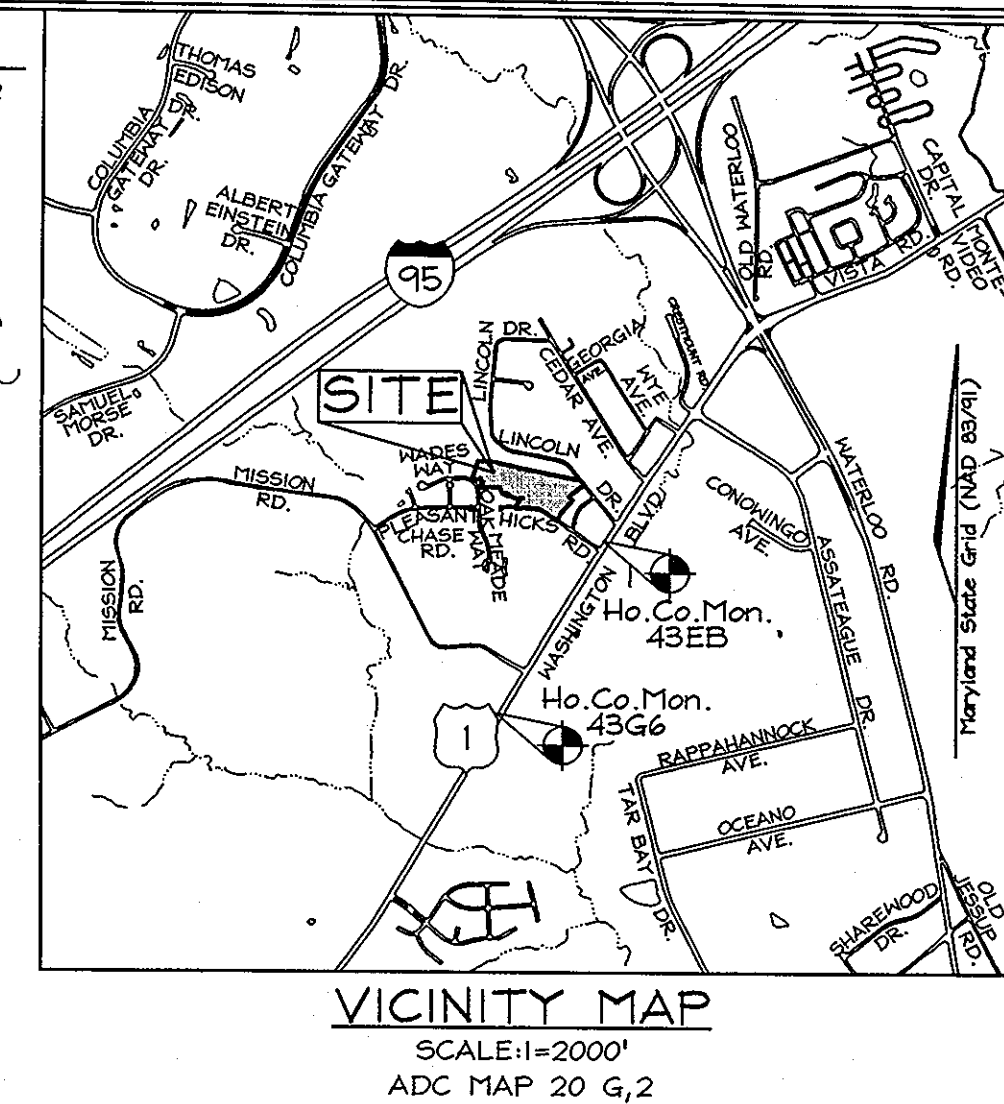 THOMAS
EDISON
DR.
COLUMBIA
GATEWAY
DR.
ALBERT
EINSTEIN
DR.
COLUMBIA GATEWAY DR.
95
SAMUEL
MORSE
DR.
OLD WATERLOO
RD.
CAPITAL
DR.
MONTE-
VIDEO
RD.
VISTA RD.
LINCOLN
DR.
CEDAR AVE.
GEORGIA
AVE
WYE
AVE.
CRESTMOUNT RD.
SITE
LINCOLN
DR.
WADES
WAY
MISSION
RD.
PLEASANT
CHASE
RD.
OAK MEADE
WAY
HICKS RD
WASHINGTON BLVD.
MISSION
RD.
CONOWINGO
AVE.
WATERLOO RD.
ASSATEAGUE DR
Maryland State Grid (NAD 83/91)
Ho.Co.Mon.
43EB
Ho.Co.Mon.
43G6
1
RAPPAHANNOCK
AVE.
OCEANO
AVE.
TAR BAY DR.
SHAREWOOD
DR.
OLD
JESSUP
RD.
VICINITY MAP
SCALE:1=2000'
ADC MAP 20 G,2